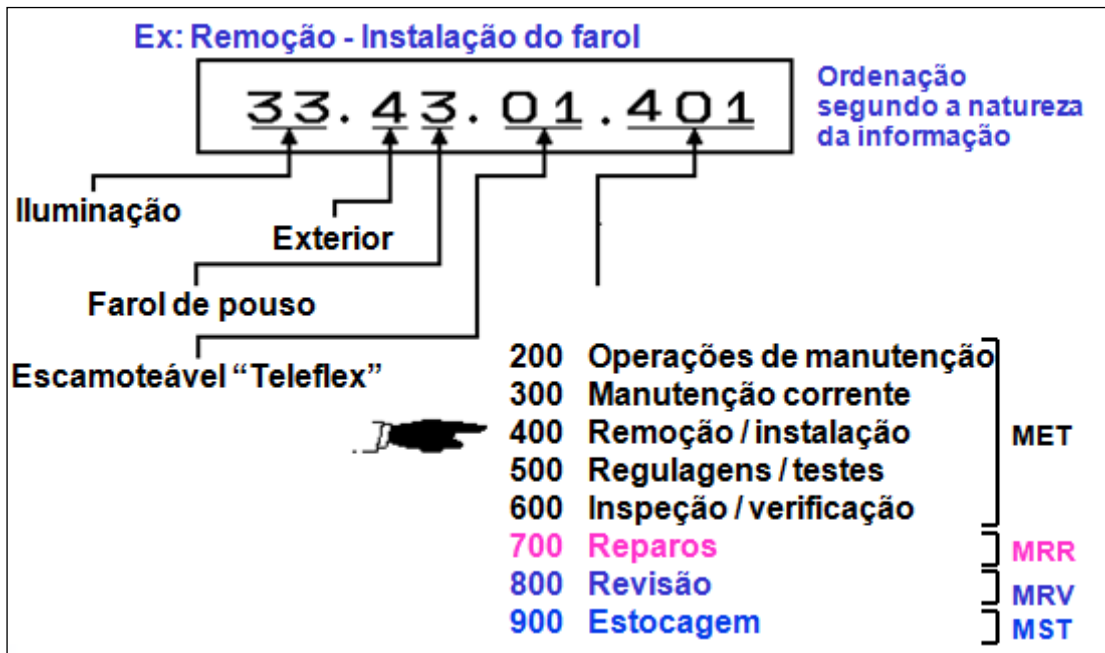 Ex: Remoção - Instalação do farol
33.43.01.401
Ordenação
segundo a natureza
da informação
Iluminação
Exterior
Farol de pouso
Escamoteável “Teleflex”
200 Operações de manutenção
300 Manutenção corrente
400 Remoção / instalação
500 Regulagens / testes
600 Inspeção / verificação
MET
700 Reparos
MRR
800 Revisão
MRV
900 Estocagem
MST